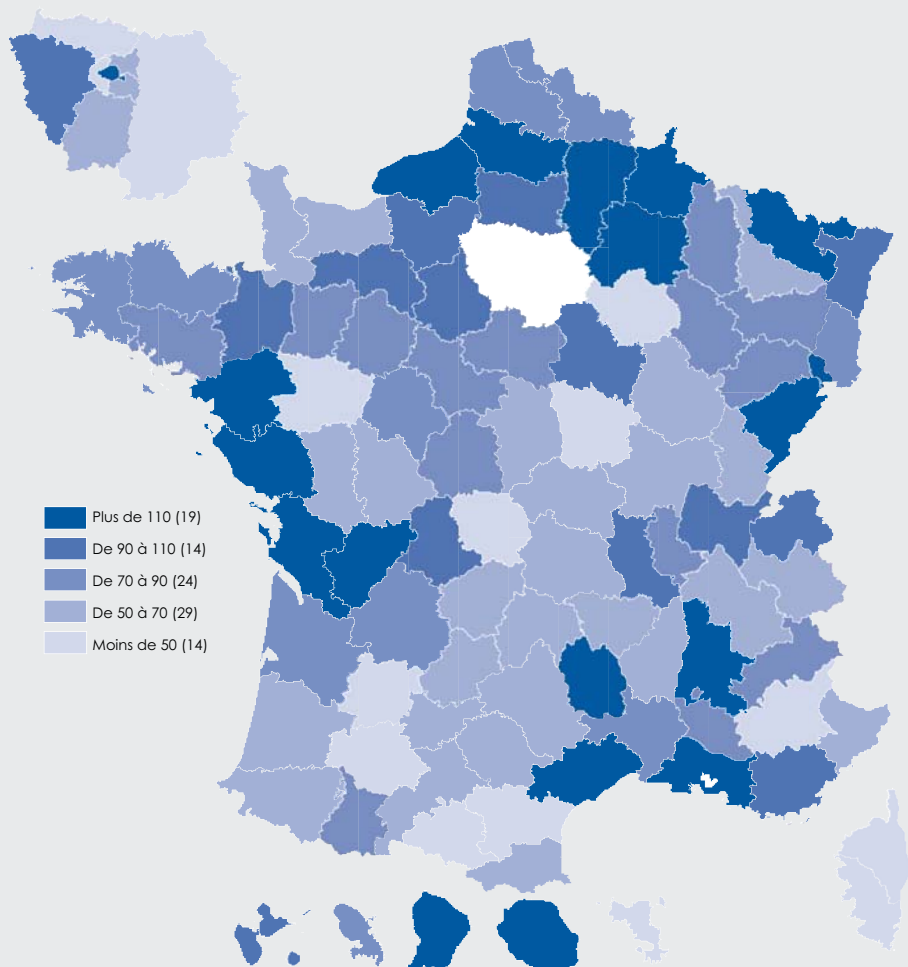 Plus de 110 (19)
De 90 à 110 (14)
De 70 à 90 (24)
De 50 à 70 (29)
Moins de 50 (14)